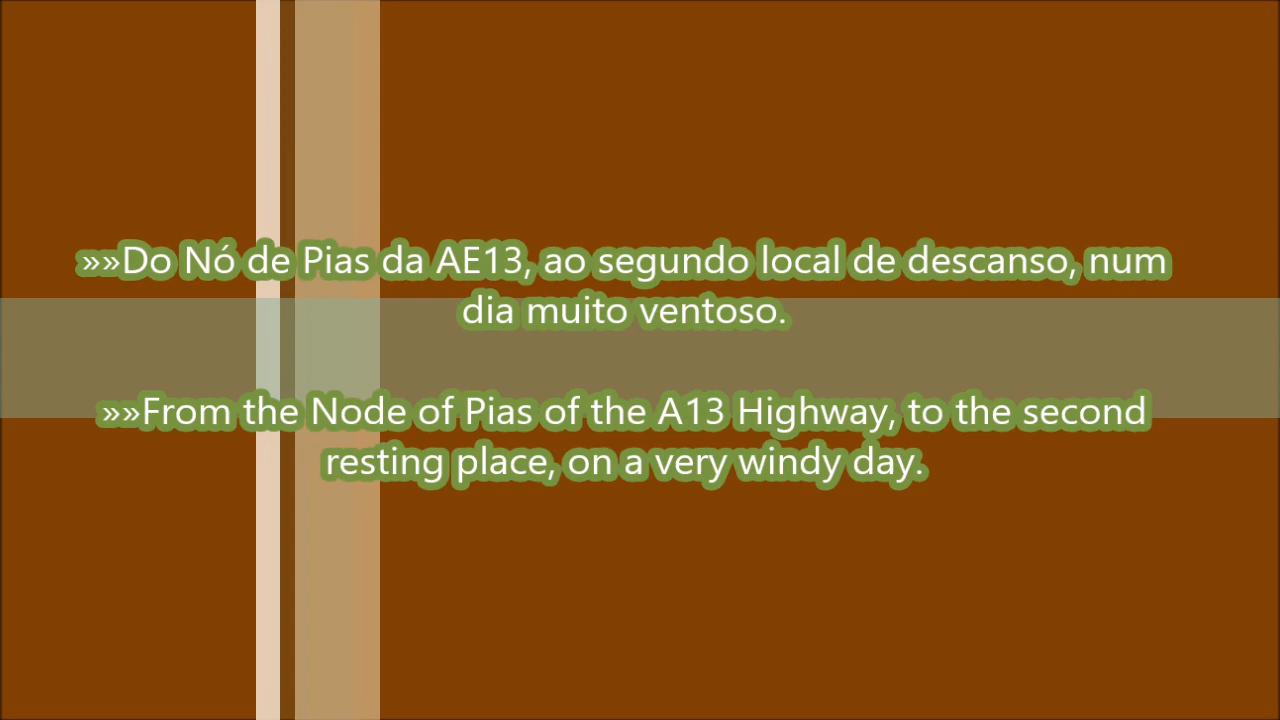 »»Do Nó de Pias da AE13, ao segundo local de descanso, num
dia muito ventoso.
»»From the Node of Pias of the A13 Highway, to the second
resting place, on a very windy day.